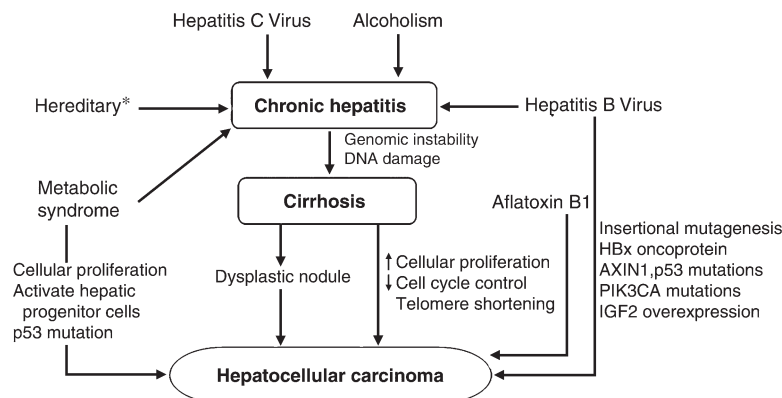 Hepatitis C Virus
Alcoholism
Hereditary*
Chronic hepatitis
Hepatitis B Virus
Genomic instability
DNA damage
Metabolic
syndrome
Cirrhosis
Aflatoxin B1
Insertional mutagenesis
HBx oncoprotein
AXIN1,p53 mutations
PIK3CA mutations
IGF2 overexpression
Cellular proliferation
Activate hepatic
progenitor cells
p53 mutation
Dysplastic nodule
↑ Cellular proliferation
↓ Cell cycle control
Telomere shortening
Hepatocellular carcinoma